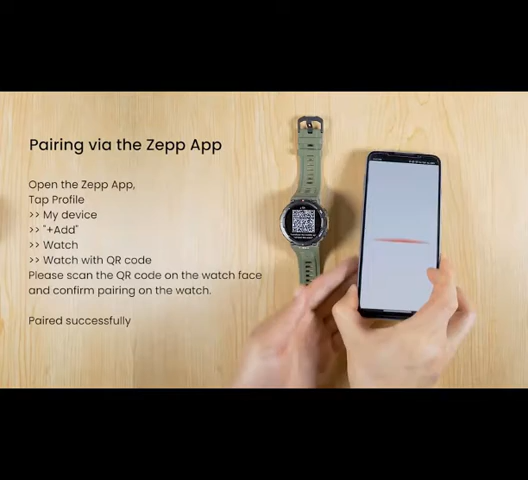 Pairing via the Zepp App
Open the Zepp App,
Tap Profile
>> My device
>> "+Add"
>> Watch
>> Watch with QR code
Please scan the QR code on the watch face
and confirm pairing on the watch.
Paired successfully